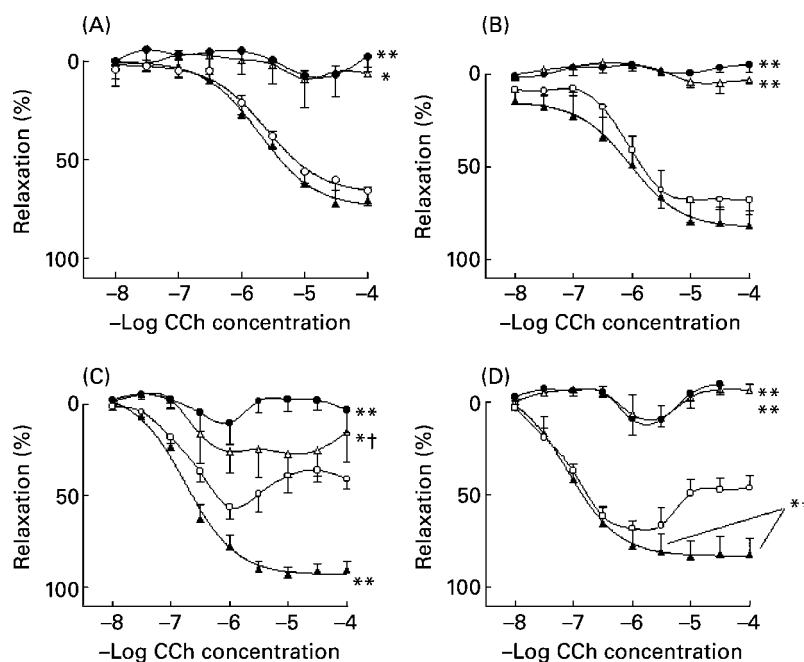 (A)
0
50
100
Relaxation (%)
**
*
−8 −7 −6 −5 −4
−Log CCh concentration
(B)
0
50
100
Relaxation (%)
**
**
−8 −7 −6 −5 −4
−Log CCh concentration
(C)
0
50
100
Relaxation (%)
**
*†
**
−8 −7 −6 −5 −4
−Log CCh concentration
(D)
0
50
100
Relaxation (%)
**
**
−8 −7 −6 −5 −4
−Log CCh concentration